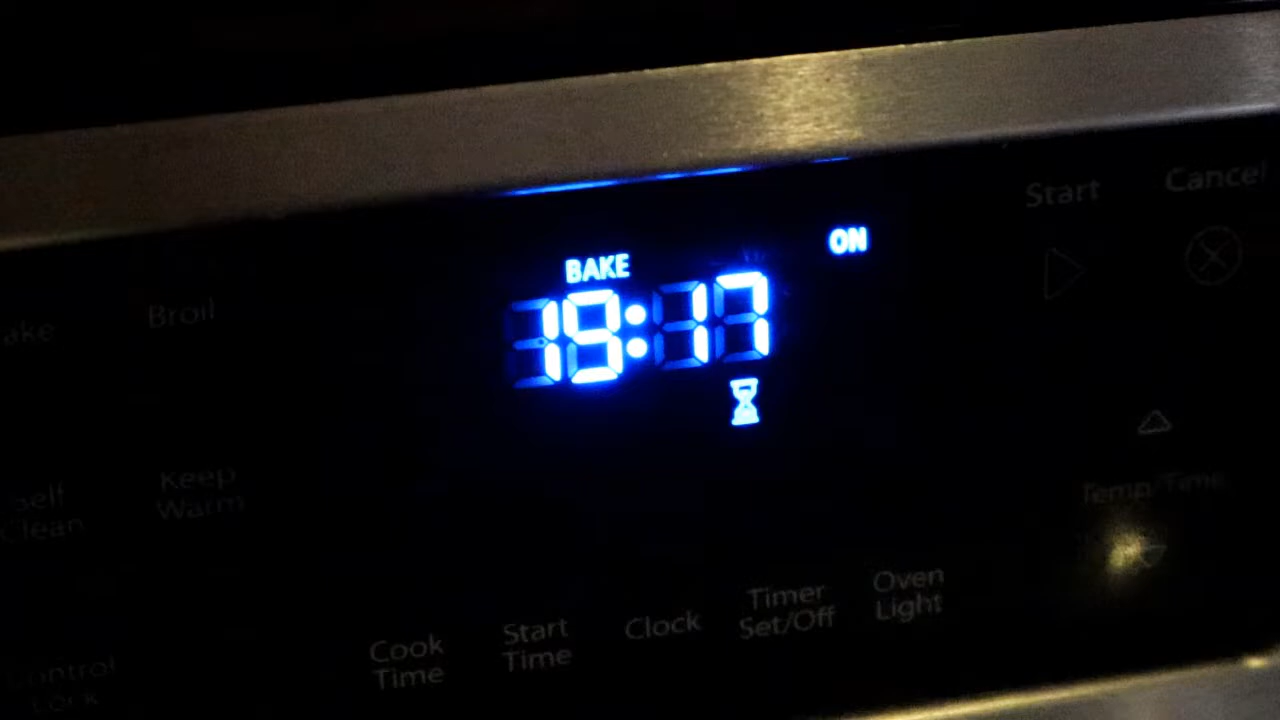 Start
Cancel
ON
BAKE
19:17
Broil
ake
Keep
Warm
Self
Clean
Temp/Time
Oven
Light
Timer
Set/Off
Clock
Start
Time
Cook
Time
Control
Lock